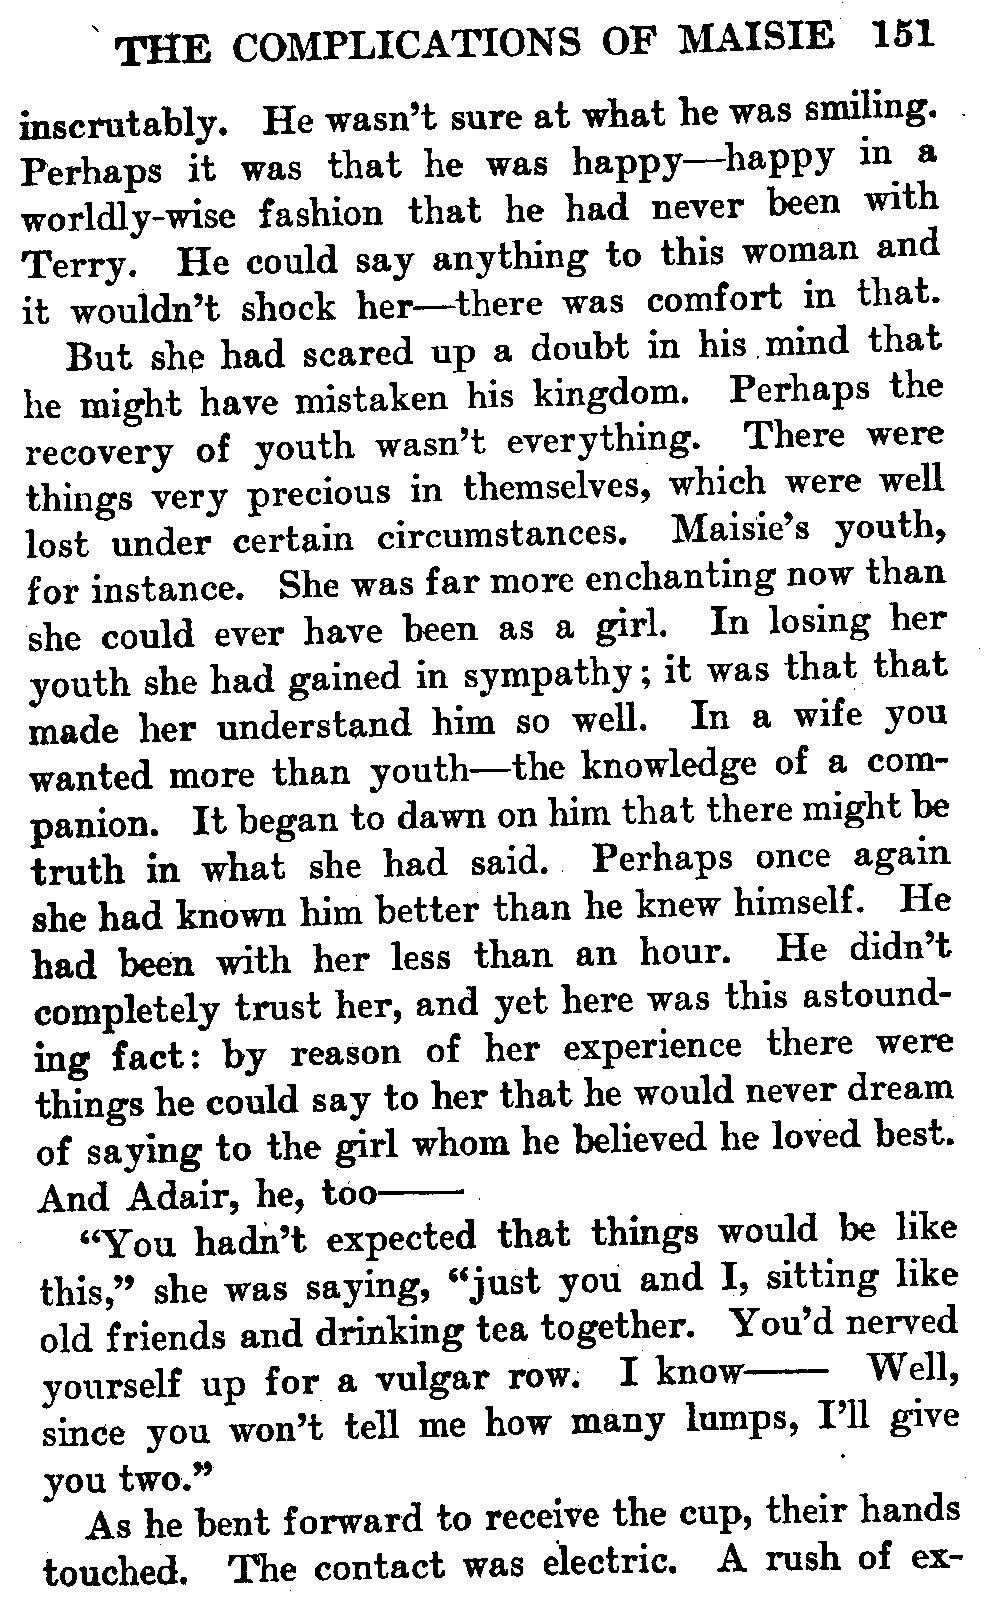 THE COMPLICATIONS OF MAISIE 151
inscrutably. He wasn't sure at what he was smiling.
Perhaps it was that he was happy—happy in a
worldly-wise fashion that he had never been with
Terry. He could say anything to this woman and
it wouldn't shock her—there was comfort in that.
But she had scared up a doubt in his mind that
he might have mistaken his kingdom. Perhaps the
recovery of youth wasn't everything. There were
things very precious in themselves, which were well
lost under certain circumstances. Maisie's youth,
for instance. She was far more enchanting now than
she could ever have been as a girl. In losing her
youth she had gained in sympathy; it was that that
made her understand him so well. In a wife you
wanted more than youth—the knowledge of a com-
panion. It began to dawn on him that there might be
truth in what she had said. Perhaps once again
she had known him better than he knew himself. He
had been with her less than an hour. He didn't
completely trust her, and yet here was this astound-
ing fact: by reason of her experience there were
things he could say to her that he would never dream
of saying to the girl whom he believed he loved best.
And Adair, he, too——
“You hadn't expected that things would be like
this,” she was saying, “just you and I, sitting like
old friends and drinking tea together. You'd nerved
yourself up for a vulgar row. I know—— Well,
since you won't tell me how many lumps, I'll give
you two.”
As he bent forward to receive the cup, their hands
touched. The contact was electric. A rush of ex-